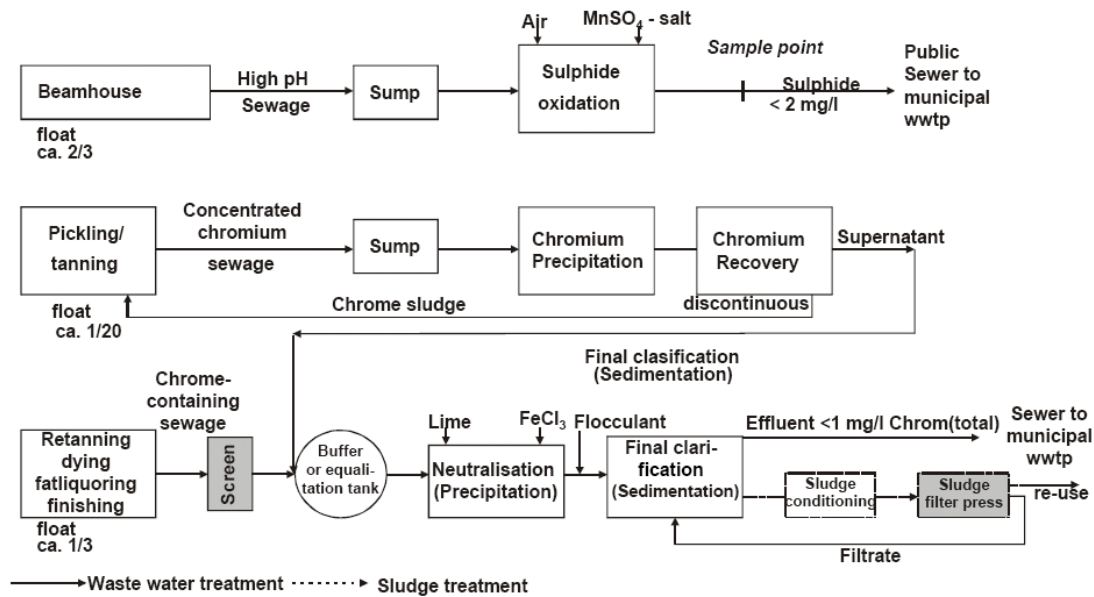 Air
MnSO₄ - salt
Sample point
Beamhouse
High pH
Sewage
Sump
Sulphide
oxidation
Sulphide
< 2 mg/l
Public
Sewer to
municipal
wwtp
float
ca. 2/3
Pickling/
tanning
Concentrated
chromium
sewage
Sump
Chromium
Precipitation
Chromium
Recovery
Supernatant
Chrome sludge
discontinuous
float
ca. 1/20
Final clasification
(Sedimentation)
Chrome-
containing
sewage
Retanning
dying
fatliquoring
finishing
Screen
Buffer
or equali-
tation tank
Lime
FeCl₃
Flocculant
Neutralisation
(Precipitation)
Final clari-
fication
(Sedimentation)
Effluent <1 mg/l Chrom(total)
Sewer to
municipal
wwtp
Sludge
conditioning
Sludge
filter press
re-use
float
ca. 1/3
Filtrate
Waste water treatment
Sludge treatment